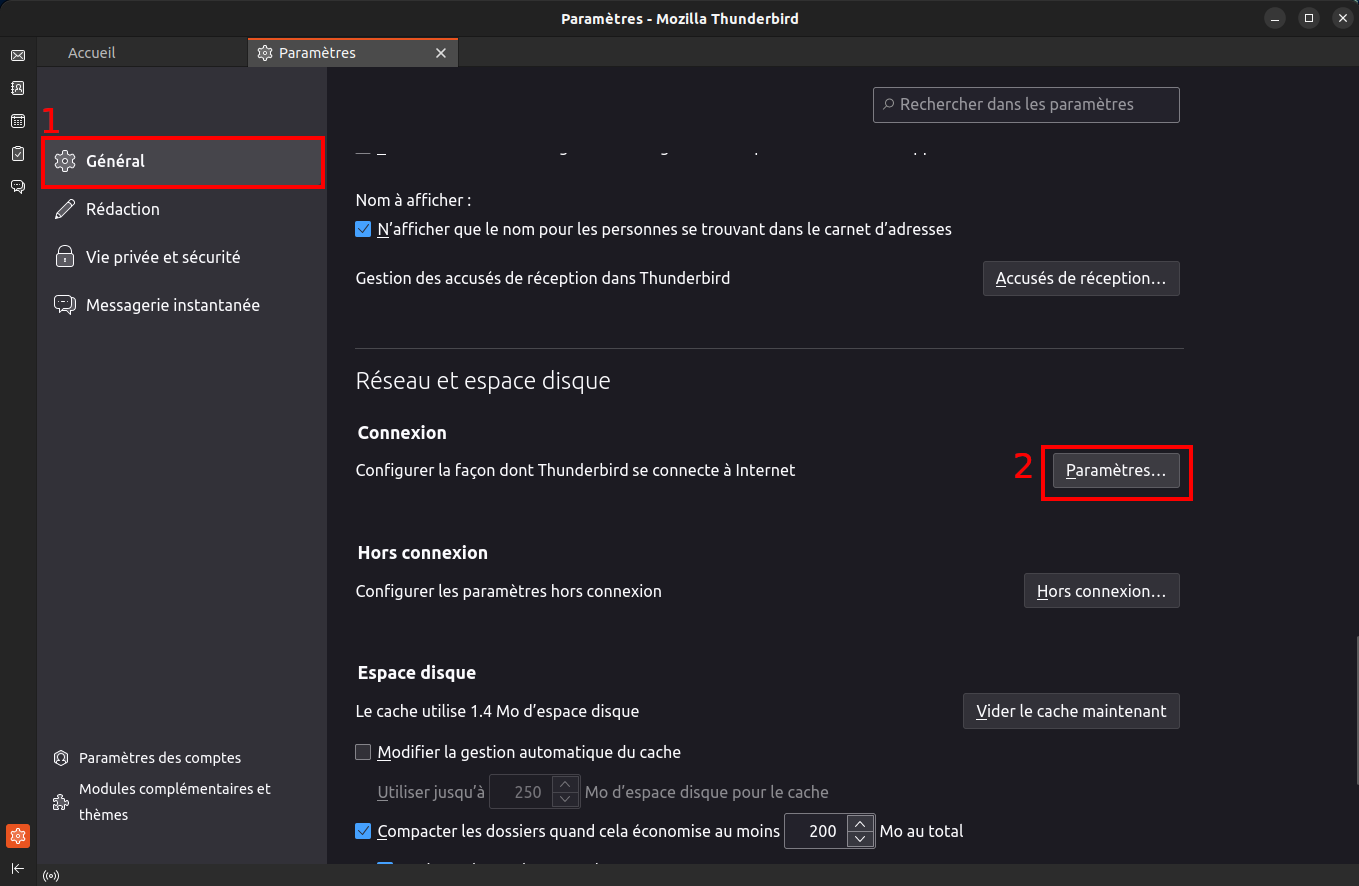 Paramètres - Mozilla Thunderbird
Accueil
Paramètres
Rechercher dans les paramètres
1
Général
Rédaction
Vie privée et sécurité
Messagerie instantanée
Paramètres des comptes
Modules complémentaires et
thèmes
Nom à afficher :
N’afficher que le nom pour les personnes se trouvant dans le carnet d’adresses
Gestion des accusés de réception dans Thunderbird
Accusés de réception…
Réseau et espace disque
Connexion
Configurer la façon dont Thunderbird se connecte à Internet
2
Paramètres…
Hors connexion
Configurer les paramètres hors connexion
Hors connexion…
Espace disque
Le cache utilise 1.4 Mo d’espace disque
Vider le cache maintenant
Modifier la gestion automatique du cache
Utiliser jusqu’à 250 Mo d’espace disque pour le cache
Compacter les dossiers quand cela économise au moins 200 Mo au total